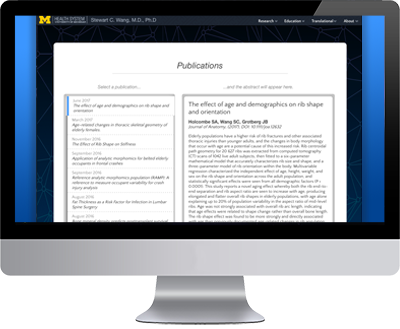 M HEALTH SYSTEM Stewart C. Wang, M.D., Ph.D
Research Education Translational About
Publications
Select a publication...
...and the abstract will appear here.
June 2017
The effect of age and demographics on rib shape and orientation
March 2017
Age-related changes in thoracic skeletal geometry of elderly females
November 2016
The Effect of Rib Shape on Stiffness
September 2016
Application of analytic morphomics for belted elderly occupants in frontal crashes
September 2016
Reference analytic morphomics population (RAMP): A reference to measure occupant variability for crash injury analysis
August 2016
Fat Thickness as a Risk Factor for Infection in Lumbar Spine Surgery
August 2016
The effect of age and demographics on rib shape
and orientation
Holcombe SA, Wang SC, Grotberg JB
Journal of Anatomy. (2017). DOI: 10.1111/joa.12632
Elderly populations have a higher risk of rib fractures and other associated
thoracic injuries than younger adults, and the changes in body morphology
that occur with age are a potential cause of this increased risk. Rib centroidal
path geometry for 20 627 ribs was extracted from computed tomography
(CT) scans of 1042 live adult subjects, then fitted to a six-parameter
mathematical model that accurately characterizes rib size and shape, and a
three-parameter model of rib orientation within the body. Multivariable
regression characterized the independent effect of age, height, weight, and
sex on the rib shape and orientation across the adult population, and
statistically significant effects were seen from all demographic factors (P <
0.0001). This study reports a novel aging effect whereby both the rib end-to-
end separation and rib aspect ratio are seen to increase with age, producing
elongated and flatter overall rib shapes in elderly populations, with age alone
explaining up to 20% of population variability in the aspect ratio of mid-level
ribs. Age was not strongly associated with overall rib arc length, indicating
that age effects were related to shape change rather than overall bone length.
The rib shape effect was found to be more strongly and directly associated